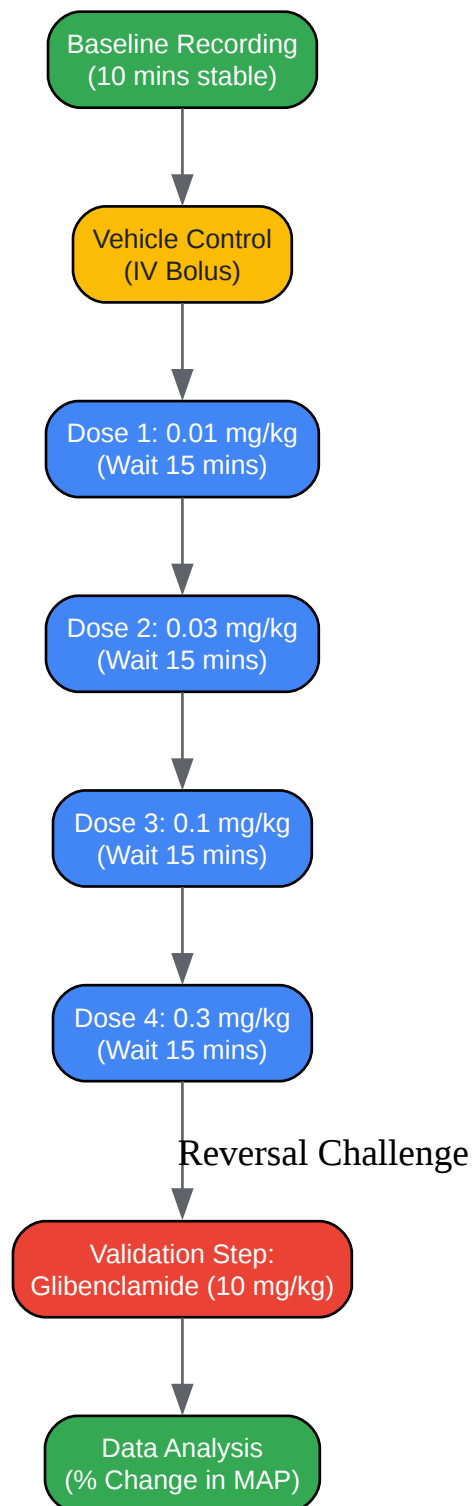 Baseline Recording
(10 mins stable)
Vehicle Control
(IV Bolus)
Dose 1: 0.01 mg/kg
(Wait 15 mins)
Dose 2: 0.03 mg/kg
(Wait 15 mins)
Dose 3: 0.1 mg/kg
(Wait 15 mins)
Dose 4: 0.3 mg/kg
(Wait 15 mins)
Reversal Challenge
Validation Step:
Glibenclamide (10 mg/kg)
Data Analysis
(% Change in MAP)